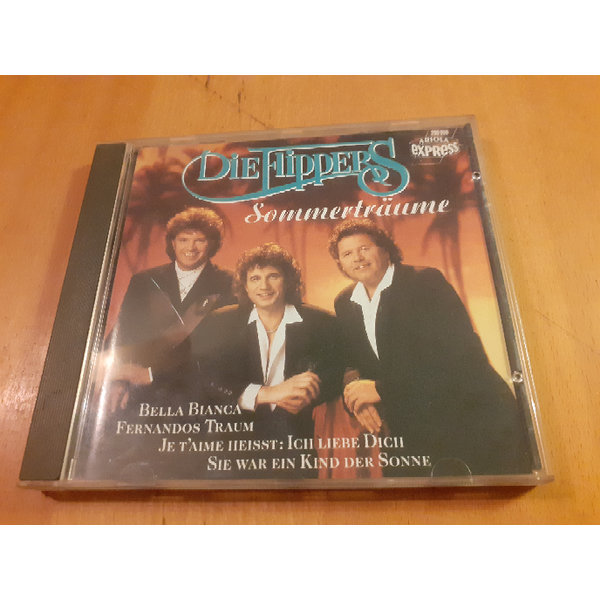 Die Flippers
Sommerträume
ARIOLA
express
Bella Bianca
Fernandos Traum
Je t'aime heisst: Ich liebe Dich
Sie war ein Kind der Sonne